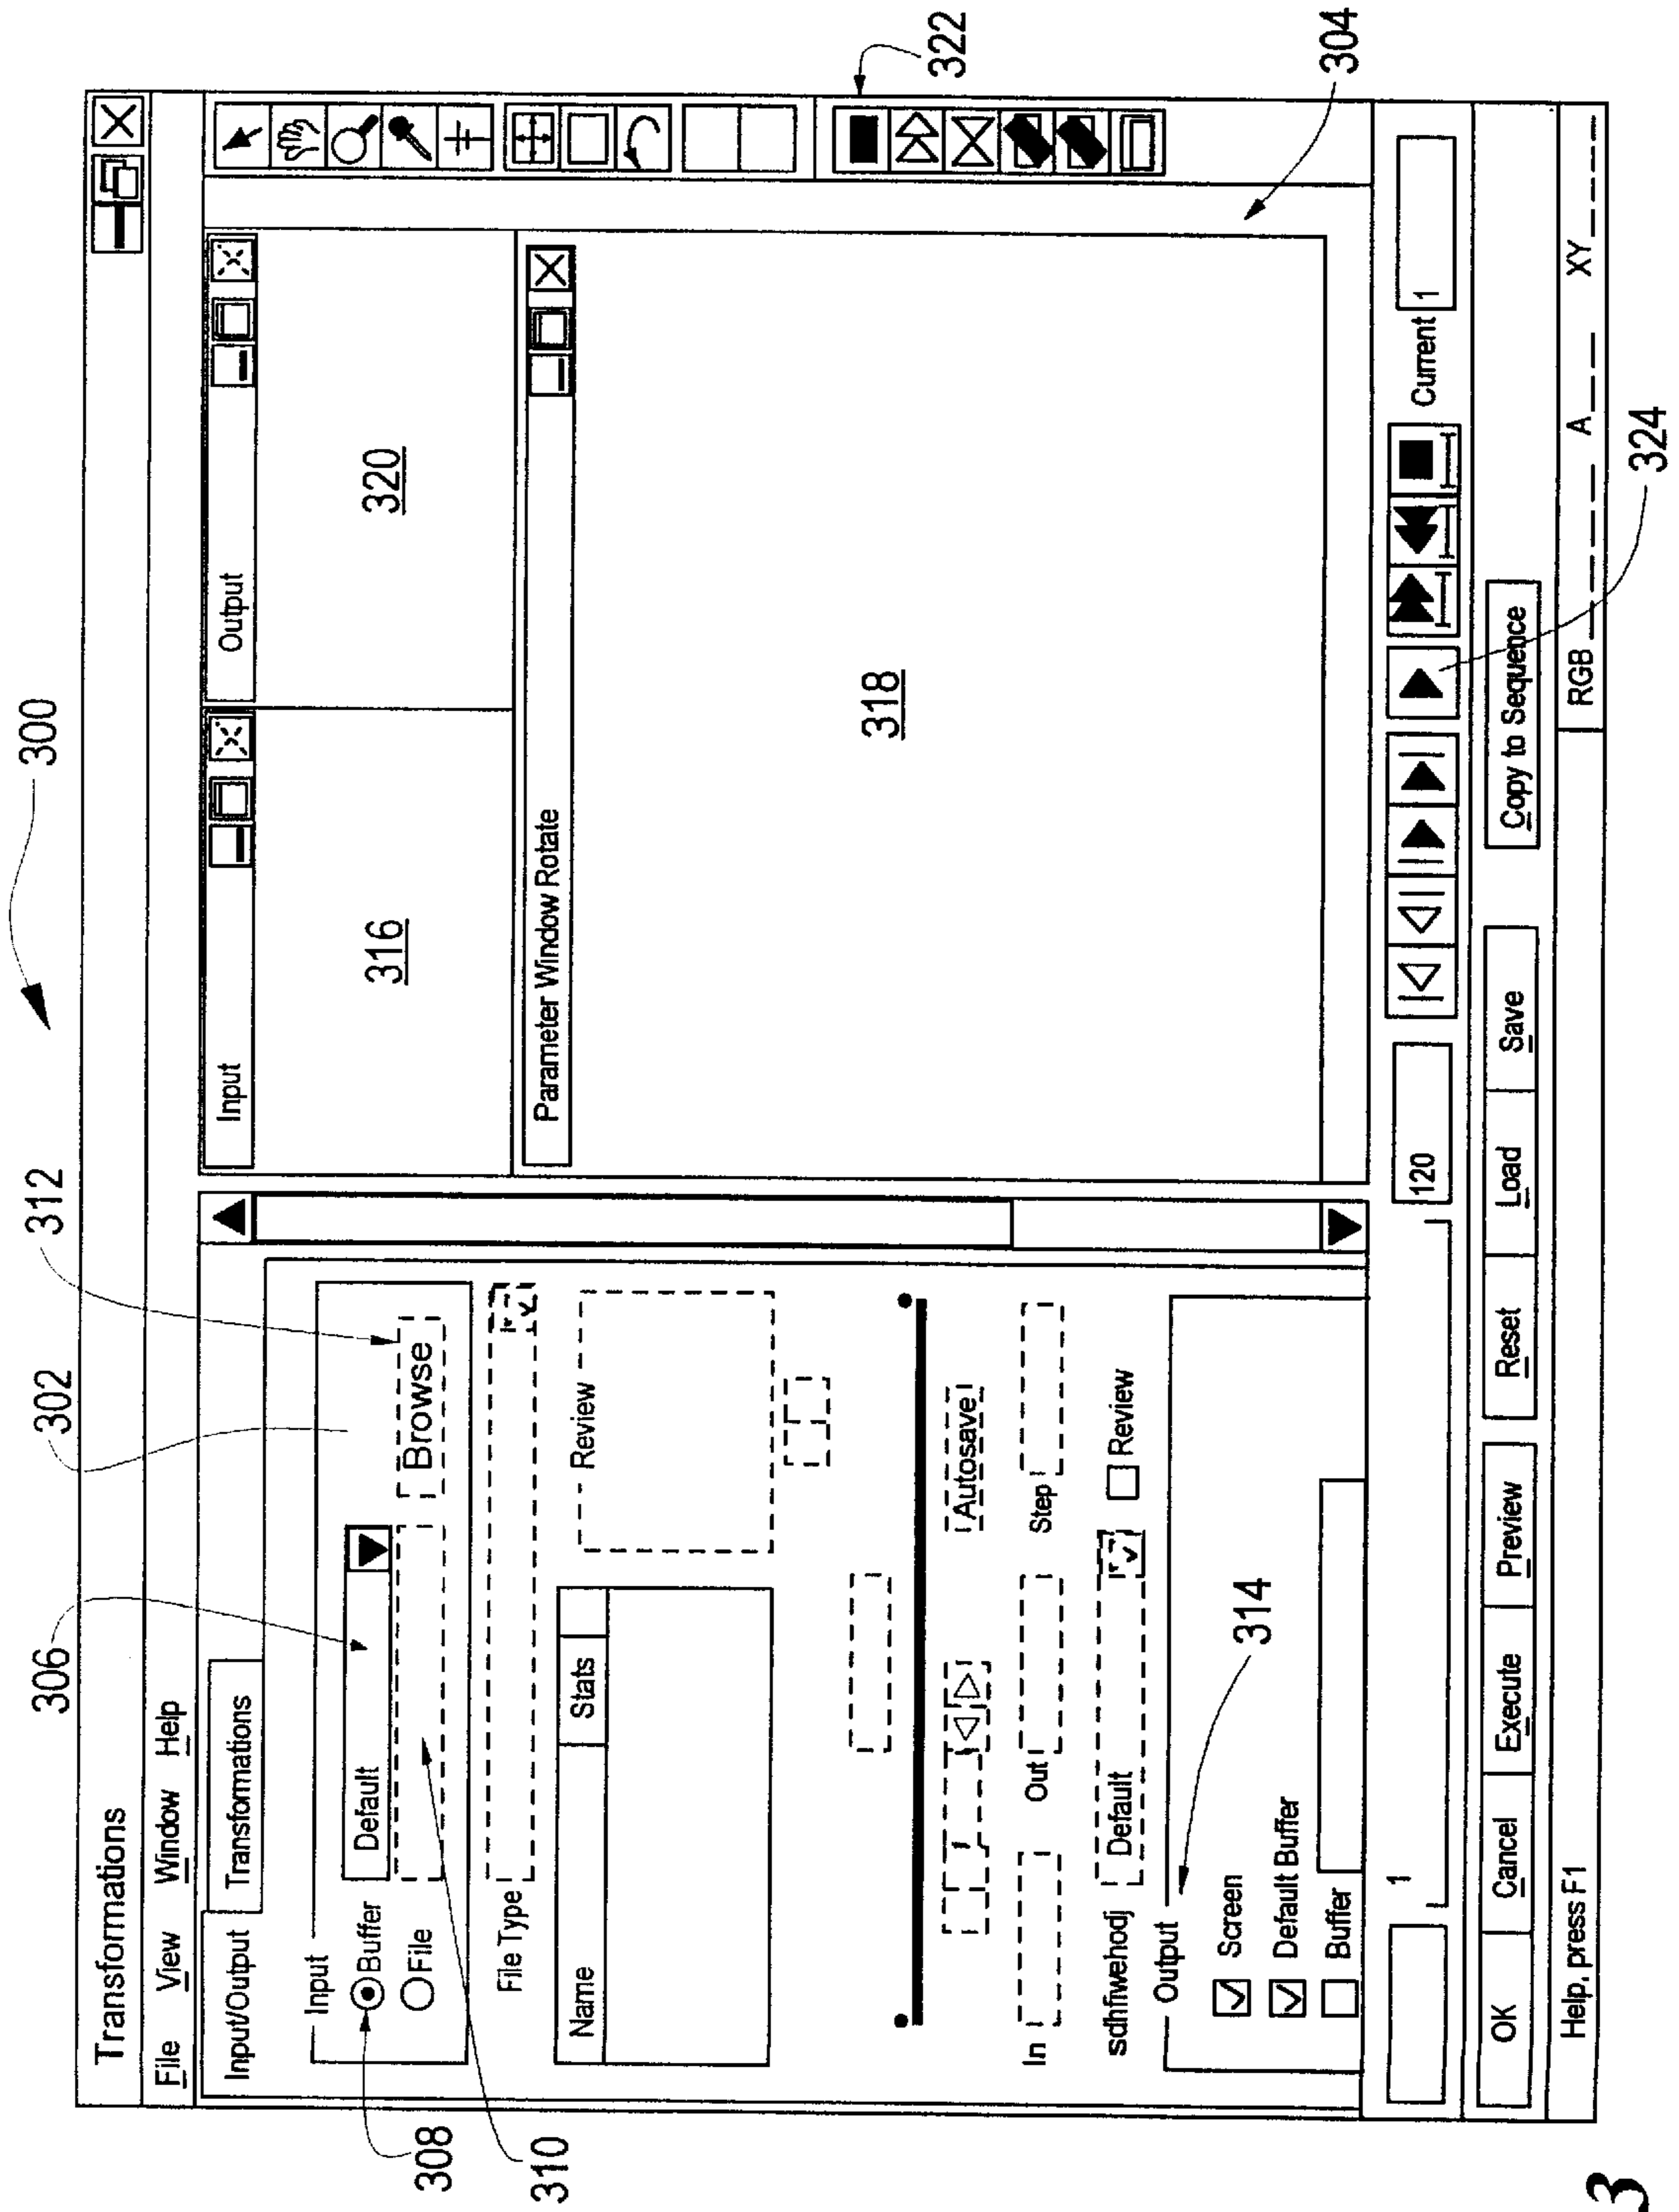 300
Transformations
File View Window Help
Input/Output Transformations
Input
Buffer Default
File Browse
File Type
Name Stats
Review
1 Autosave
In Out Step
sdhfiwehodj Default Review
Output
Screen
Default Buffer
Buffer
Input
Output
316
320
Parameter Window Rotate
318
1 120
Current 1
OK Cancel Execute Preview Reset Load Save Copy to Sequence
Help, press F1 RGB A XY
302
304
306
308
310
312
314
322
324
3